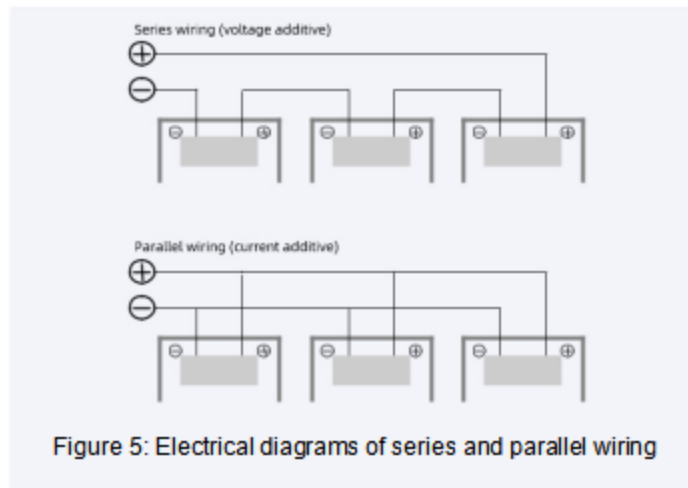 Series wiring (voltage additive)
Parallel wiring (current additive)
Figure 5: Electrical diagrams of series and parallel wiring